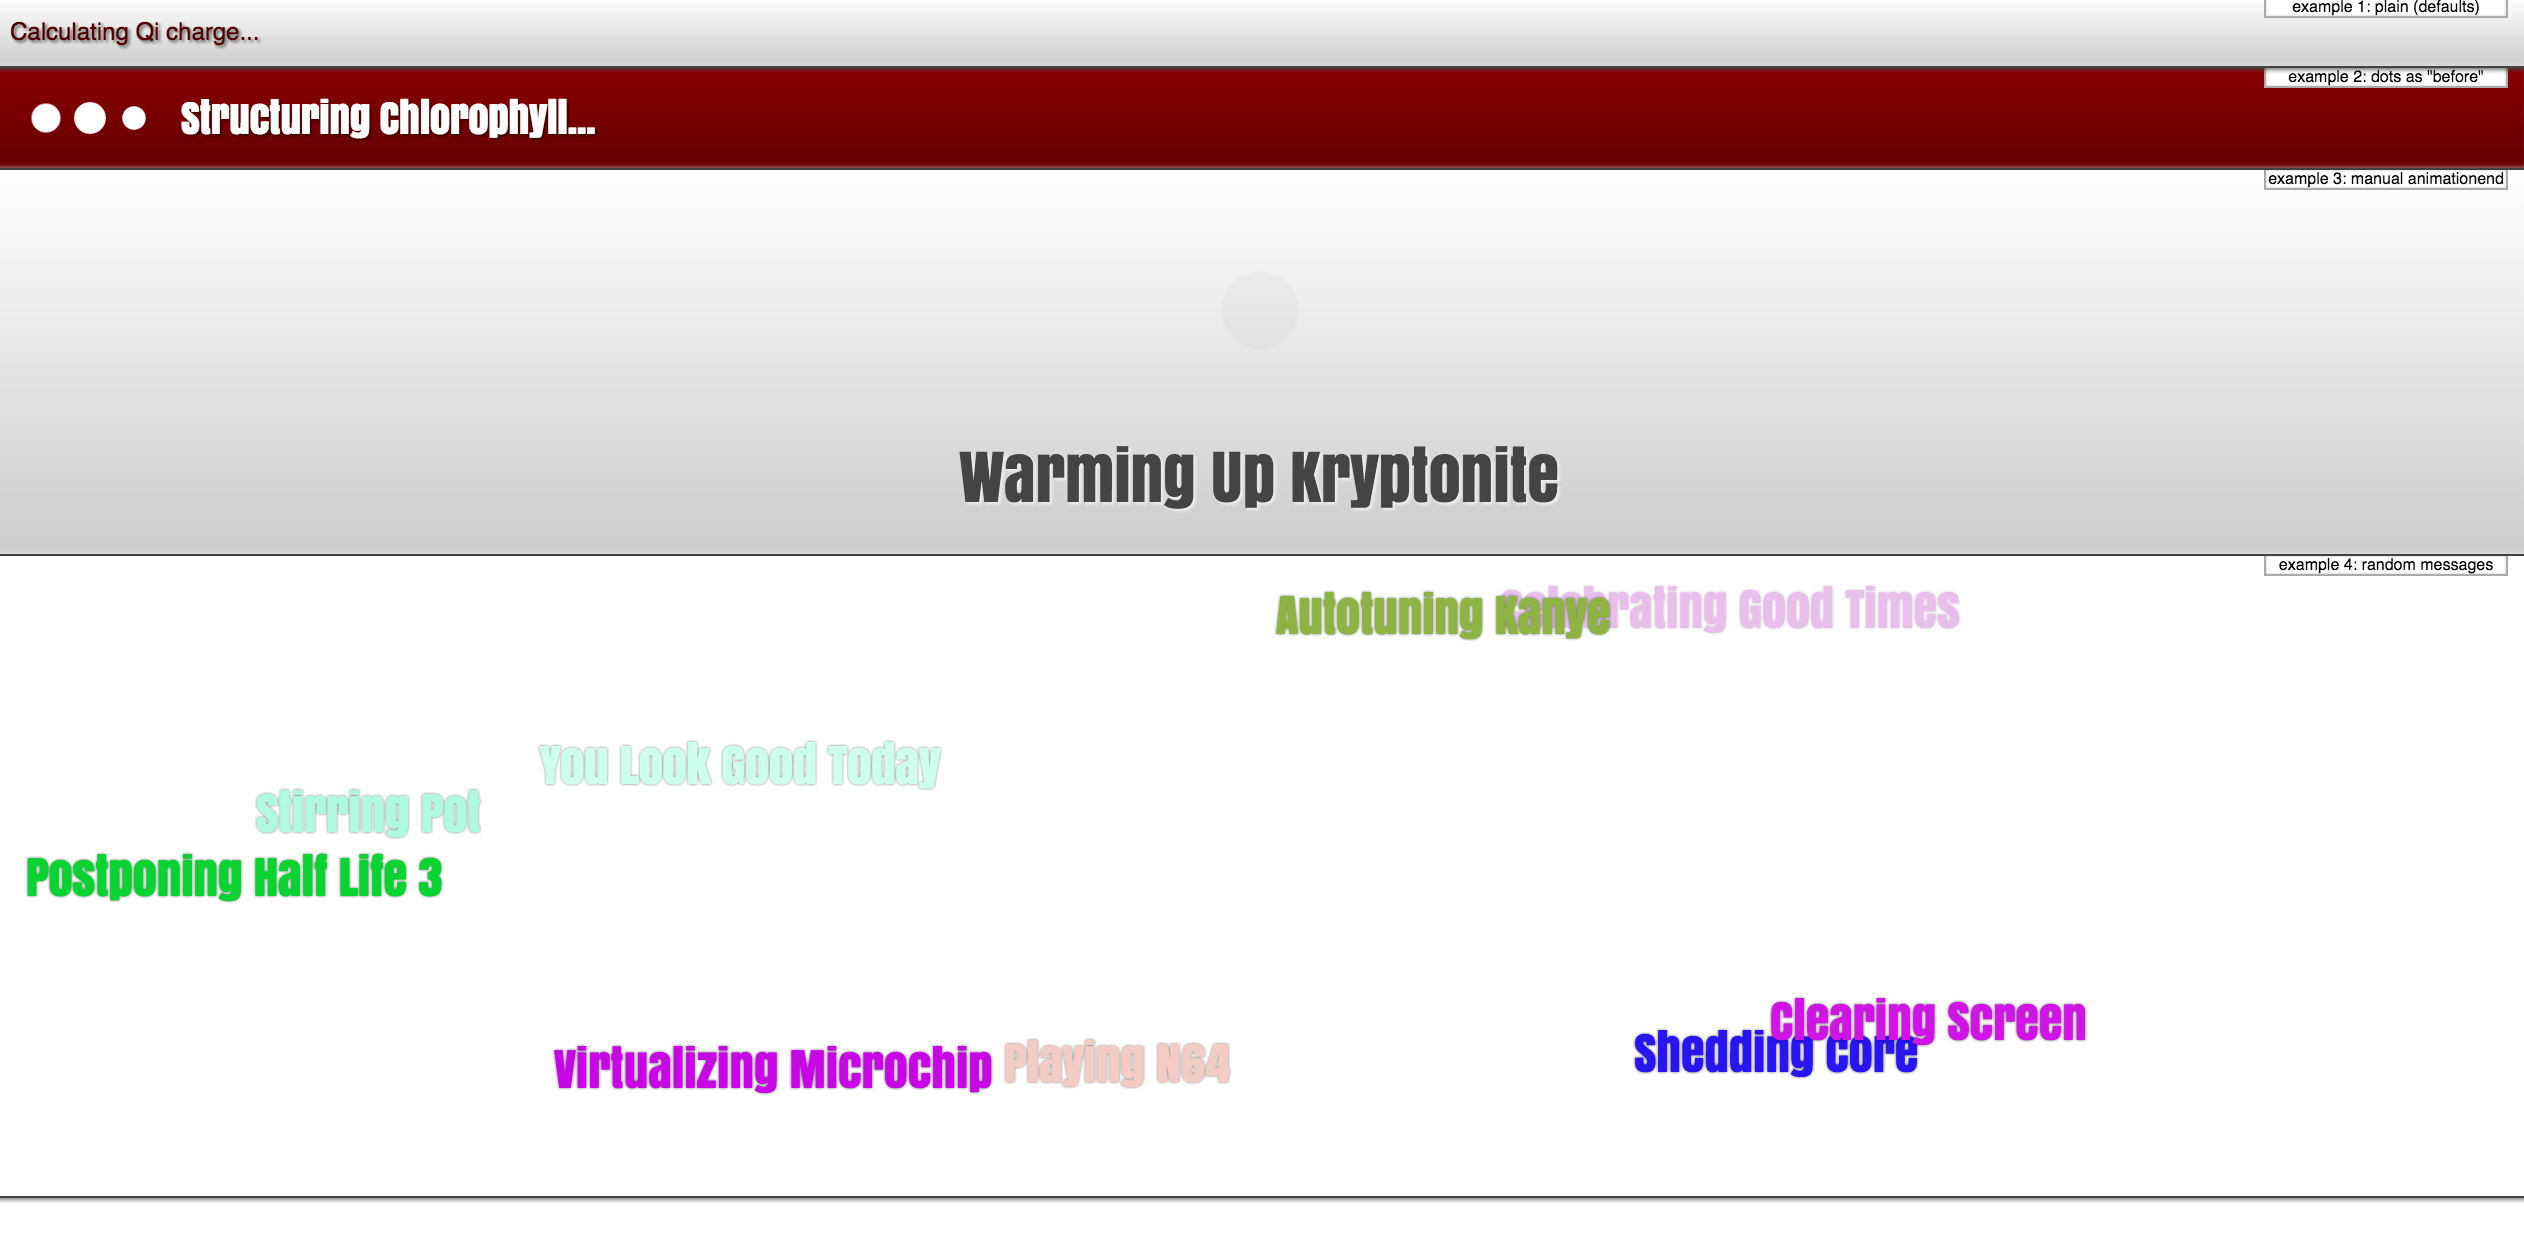 Calculating Qi charge...
example 1: plain (defaults)
example 2: dots as "before"
Structuring Chlorophyll...
example 3: manual animationend
Warming Up Kryptonite
example 4: random messages
Autotuning Kanye
Celebrating Good Times
You Look Good Today
Stirring Pot
Postponing Half Life 3
Clearing Screen
Shedding Core
Virtualizing Microchip
Playing N64